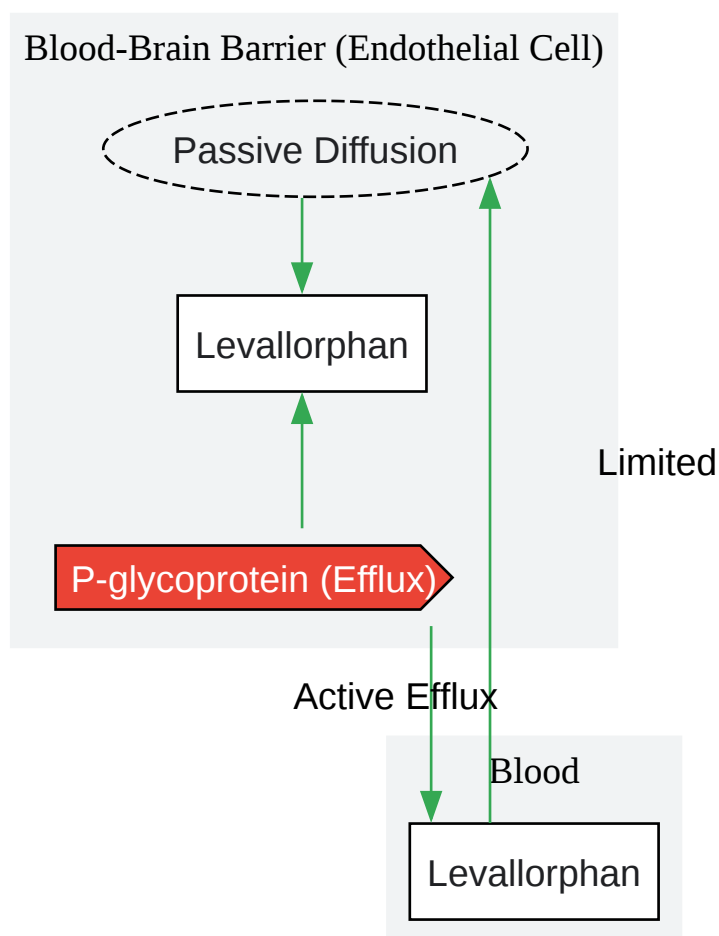 Blood-Brain Barrier (Endothelial Cell)
Passive Diffusion
Levallorphan
Limited
P-glycoprotein (Efflux)
Active Efflux
Blood
Levallorphan